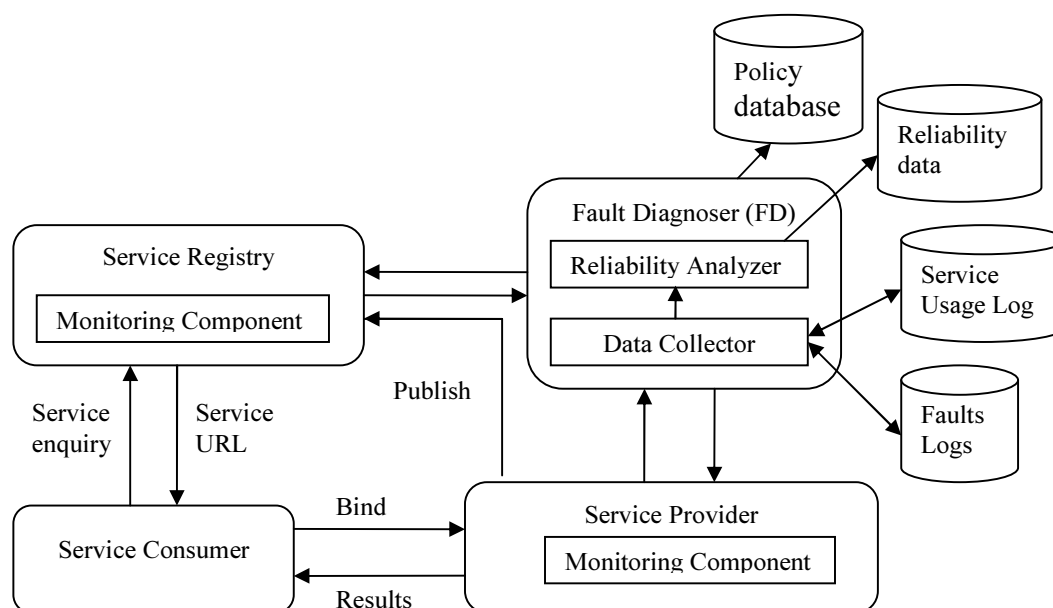 Policy
database
Reliability
data
Fault Diagnoser (FD)
Service Registry
Reliability Analyzer
Service
Usage Log
Monitoring Component
Data Collector
Publish
Faults
Logs
Service
enquiry
Service
URL
Bind
Service Provider
Service Consumer
Monitoring Component
Results